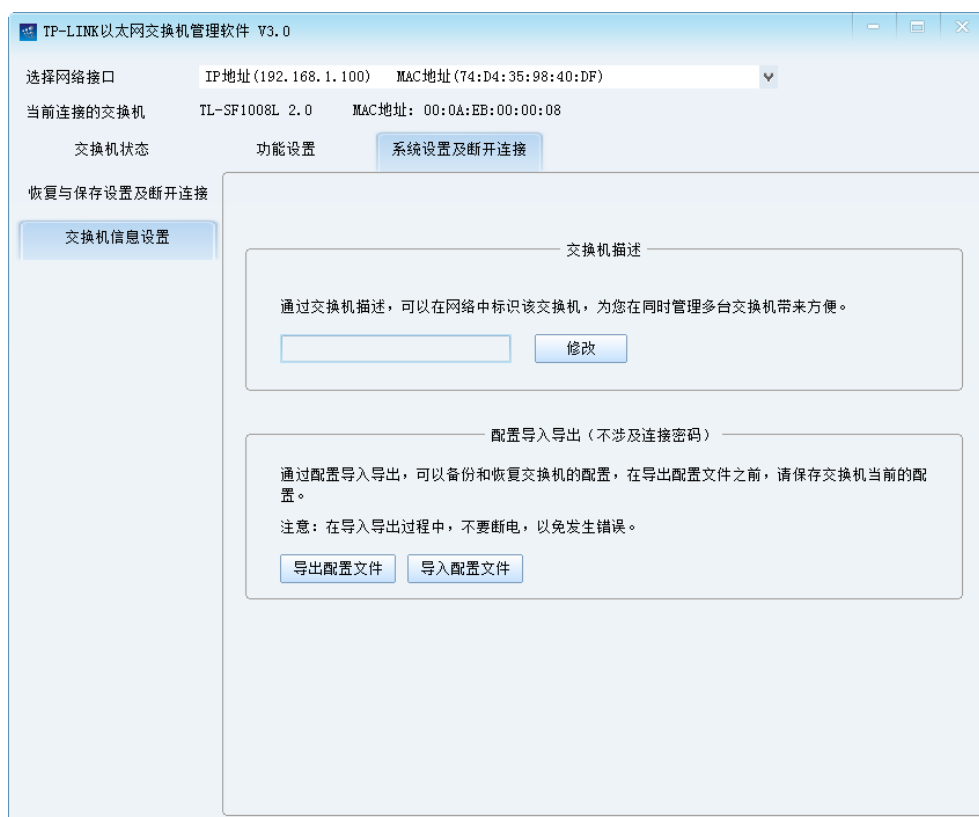 TP-LINK以太网交换机管理软件 V3.0
选择网络接口 IP地址(192.168.1.100) MAC地址(74:D4:35:98:40:DF)
当前连接的交换机 TL-SF1008L 2.0 MAC地址: 00:0A:EB:00:00:08
交换机状态 功能设置 系统设置及断开连接
恢复与保存设置及断开连接
交换机信息设置
交换机描述
通过交换机描述，可以在网络中标识该交换机，为您在同时管理多台交换机带来方便。
修改
配置导入导出（不涉及连接密码）
通过配置导入导出，可以备份和恢复交换机的配置，在导出配置文件之前，请保存交换机当前的配
置。
注意：在导入导出过程中，不要断电，以免发生错误。
导出配置文件 导入配置文件